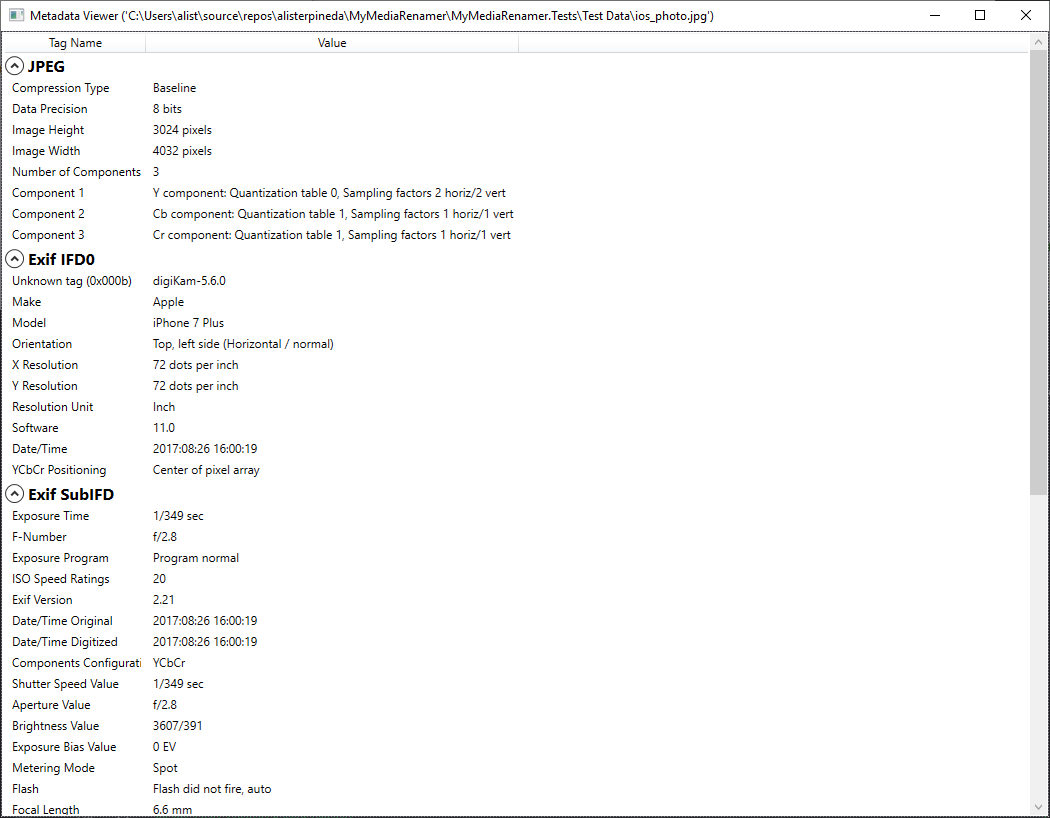 Metadata Viewer ('C:\Users\alist\source\repos\alisterpineda\MyMediaRenamer\MyMediaRenamer.Tests\Test Data\ios_photo.jpg')
Tag Name Value
JPEG
Compression Type Baseline
Data Precision 8 bits
Image Height 3024 pixels
Image Width 4032 pixels
Number of Components 3
Component 1 Y component: Quantization table 0, Sampling factors 2 horiz/2 vert
Component 2 Cb component: Quantization table 1, Sampling factors 1 horiz/1 vert
Component 3 Cr component: Quantization table 1, Sampling factors 1 horiz/1 vert
Exif IFD0
Unknown tag (0x000b) digiKam-5.6.0
Make Apple
Model iPhone 7 Plus
Orientation Top, left side (Horizontal / normal)
X Resolution 72 dots per inch
Y Resolution 72 dots per inch
Resolution Unit Inch
Software 11.0
Date/Time 2017:08:26 16:00:19
YCbCr Positioning Center of pixel array
Exif SubIFD
Exposure Time 1/349 sec
F-Number f/2.8
Exposure Program Program normal
ISO Speed Ratings 20
Exif Version 2.21
Date/Time Original 2017:08:26 16:00:19
Date/Time Digitized 2017:08:26 16:00:19
Components Configurati YCbCr
Shutter Speed Value 1/349 sec
Aperture Value f/2.8
Brightness Value 3607/391
Exposure Bias Value 0 EV
Metering Mode Spot
Flash Flash did not fire, auto
Focal Length 6.6 mm